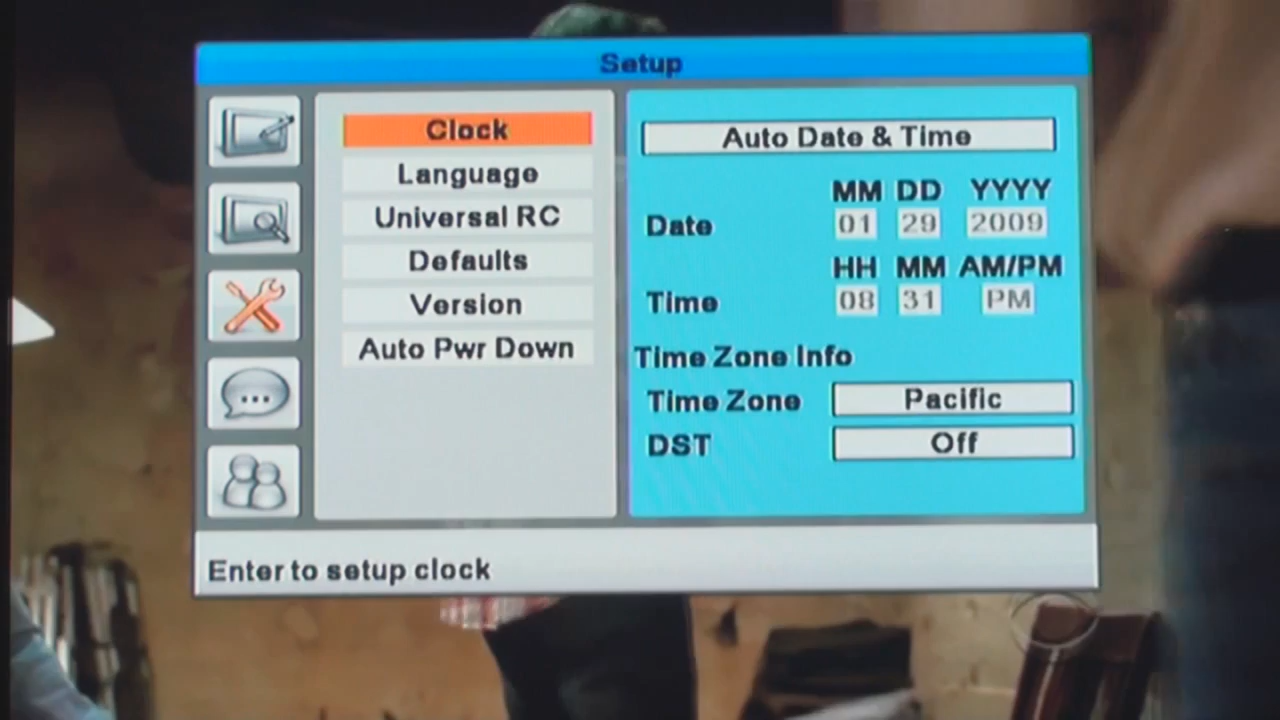 Setup
Clock
Language
Universal RC
Defaults
Version
Auto Pwr Down
Auto Date & Time
MM DD YYYY
Date 01 29 2009
HH MM AM/PM
Time 08 31 PM
Time Zone Info
Time Zone Pacific
DST Off
Enter to setup clock